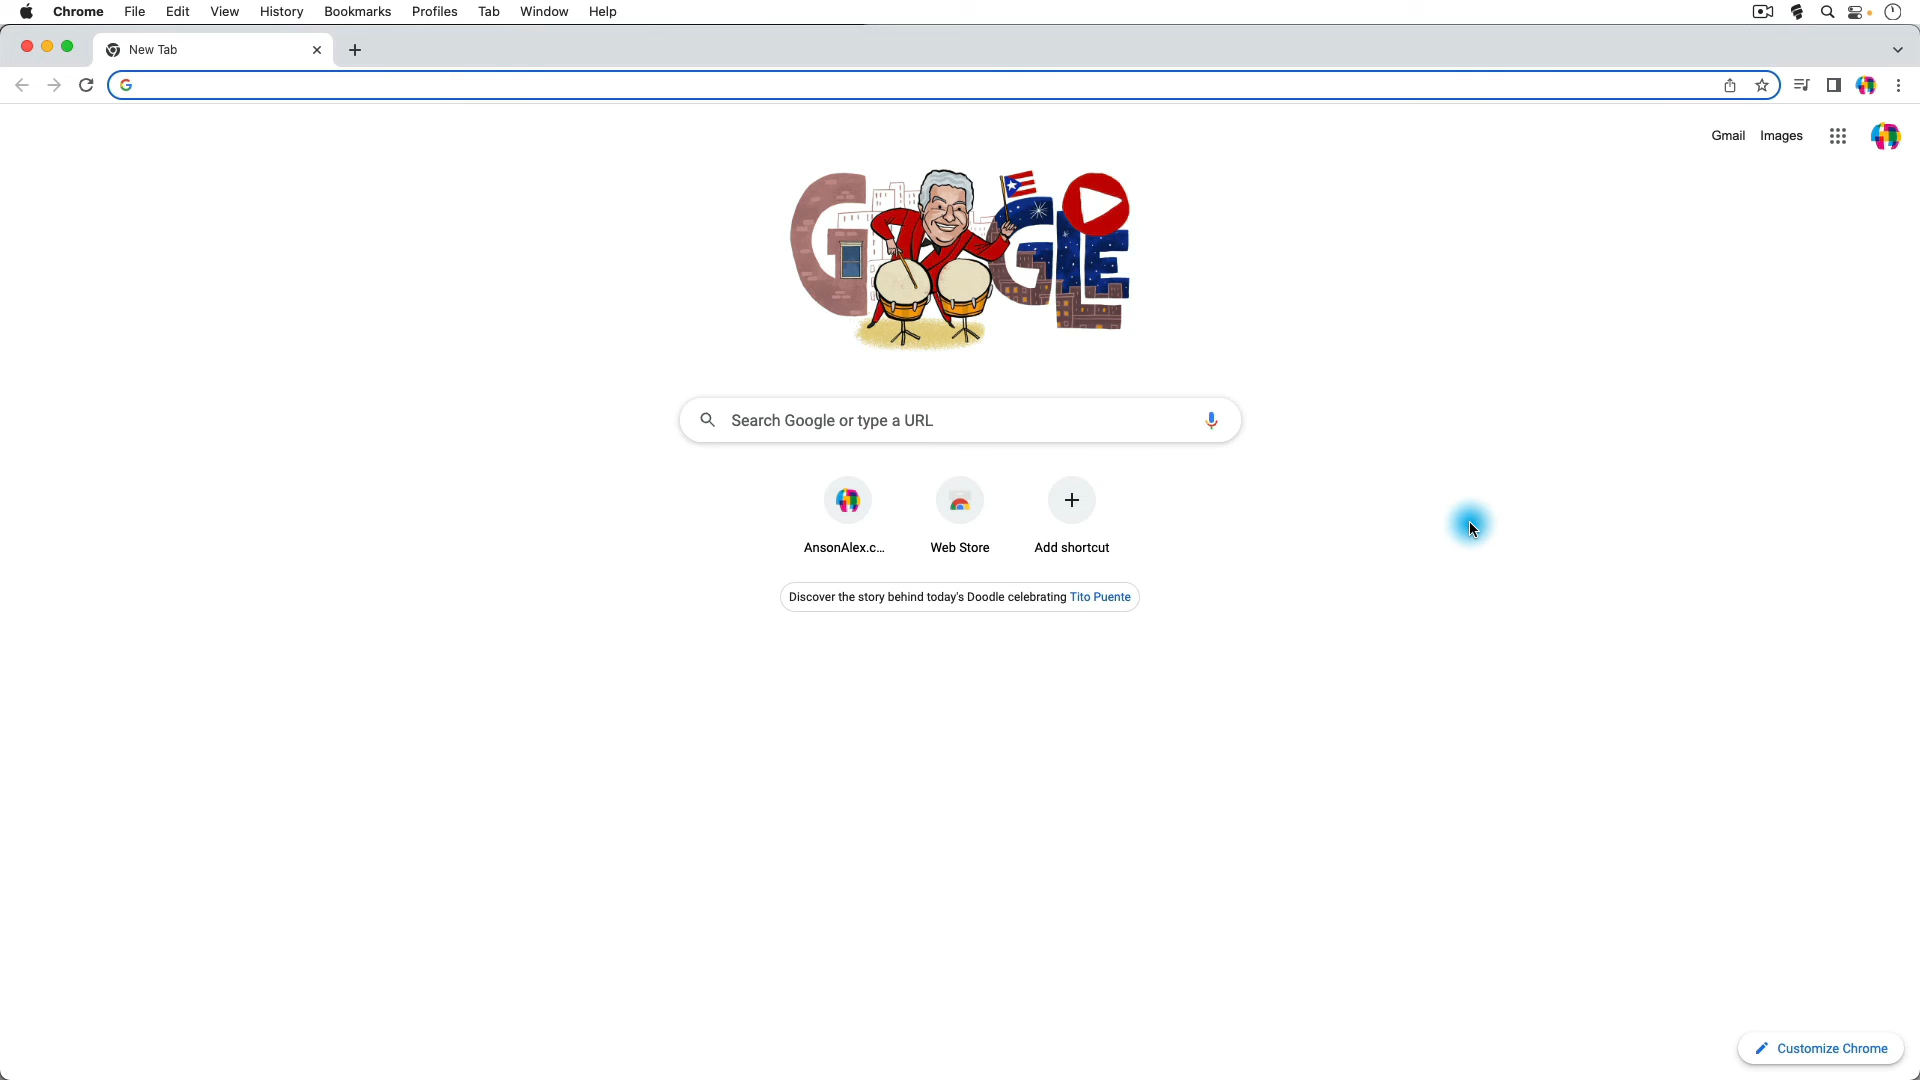 Chrome File Edit View History Bookmarks Profiles Tab Window Help
New Tab
Gmail Images
Search Google or type a URL
AnsonAlex.c... Web Store Add shortcut
Discover the story behind today's Doodle celebrating Tito Puente
Customize Chrome